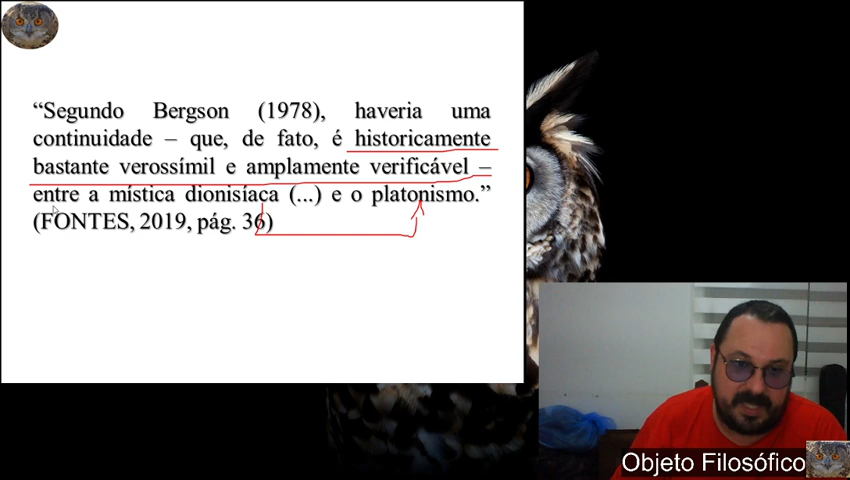 “Segundo Bergson (1978), haveria uma
continuidade – que, de fato, é historicamente
bastante verossímil e amplamente verificável –
entre a mística dionisíaca (...) e o platonismo.”
(FONTES, 2019, pág. 36)
Objeto Filosófico